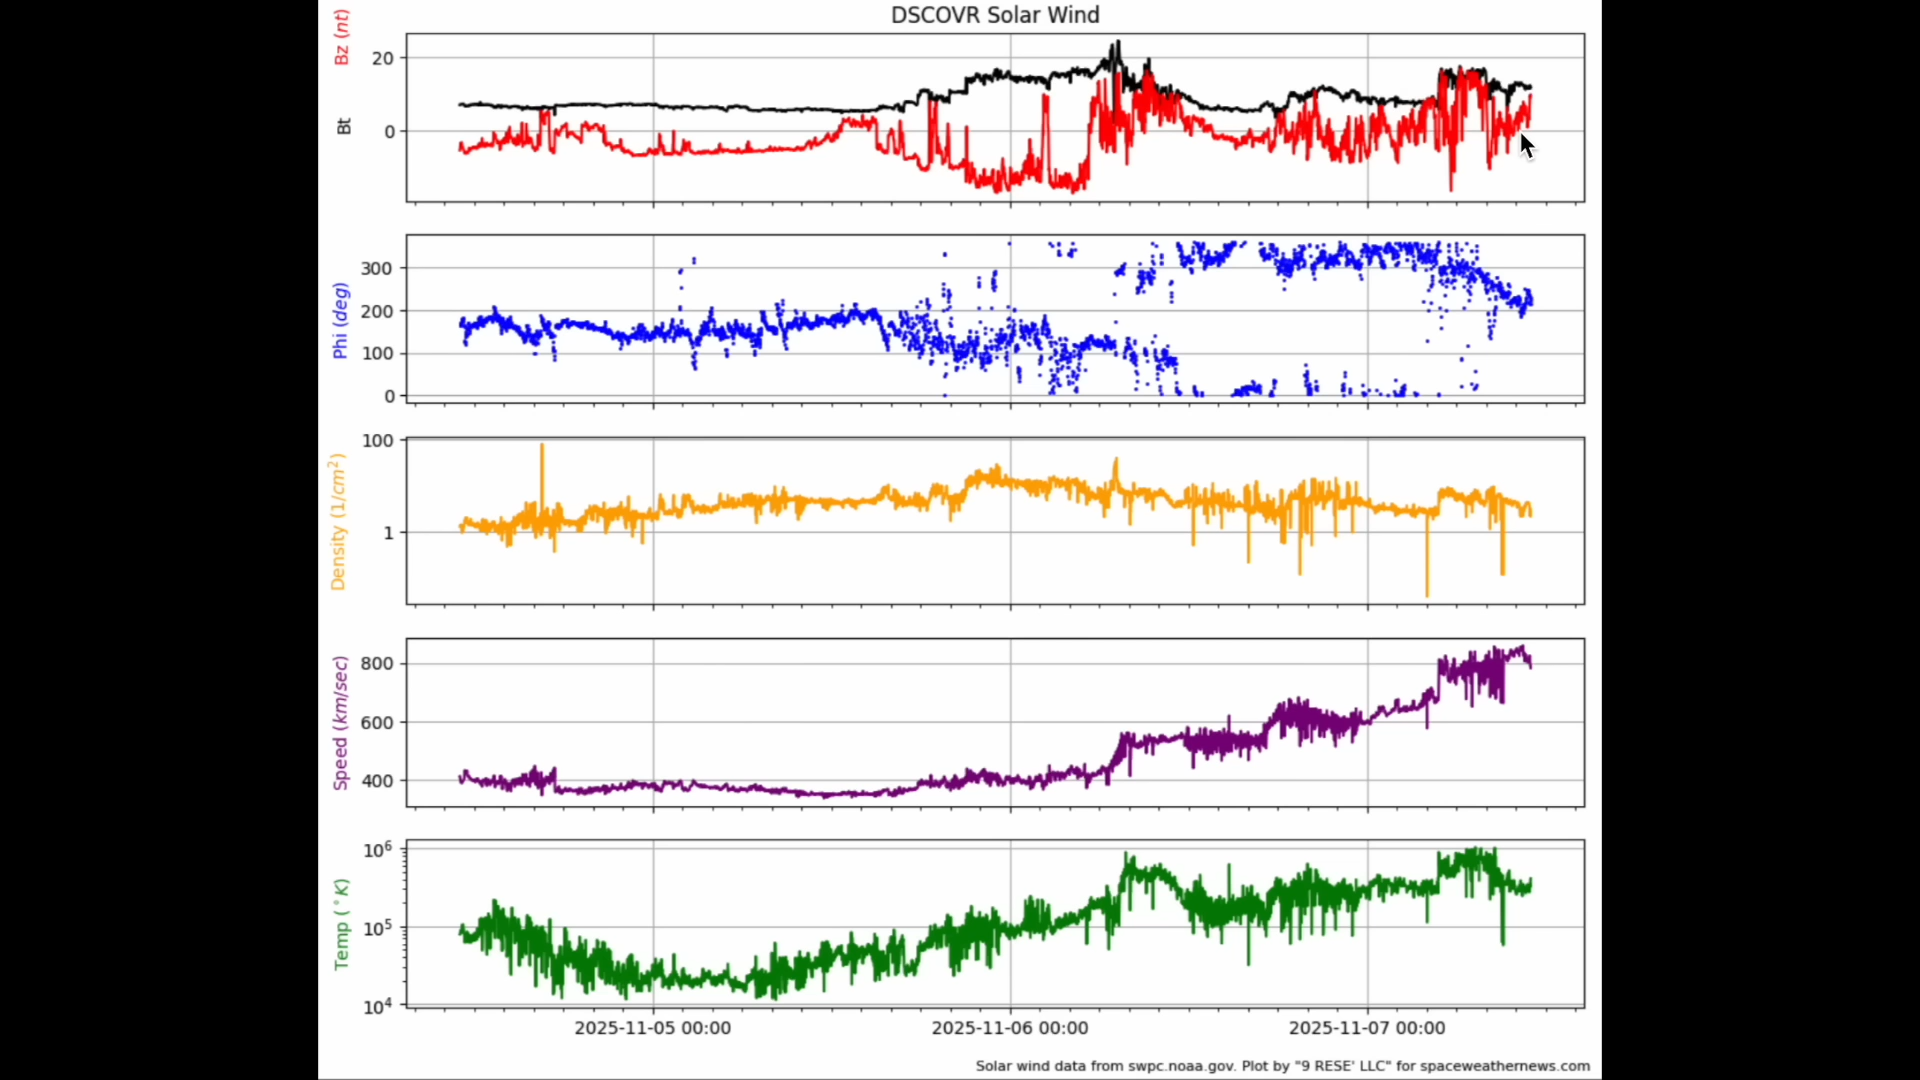 DSCOVR Solar Wind
Bz (nt)
Bt
20
0
Phi (deg)
300
200
100
0
Density (1/cm²)
100
1
Speed (km/sec)
800
600
400
Temp (°K)
10⁶
10⁵
10⁴
2025-11-05 00:00 2025-11-06 00:00 2025-11-07 00:00
Solar wind data from swpc.noaa.gov. Plot by "9 RESE' LLC" for spaceweathernews.com